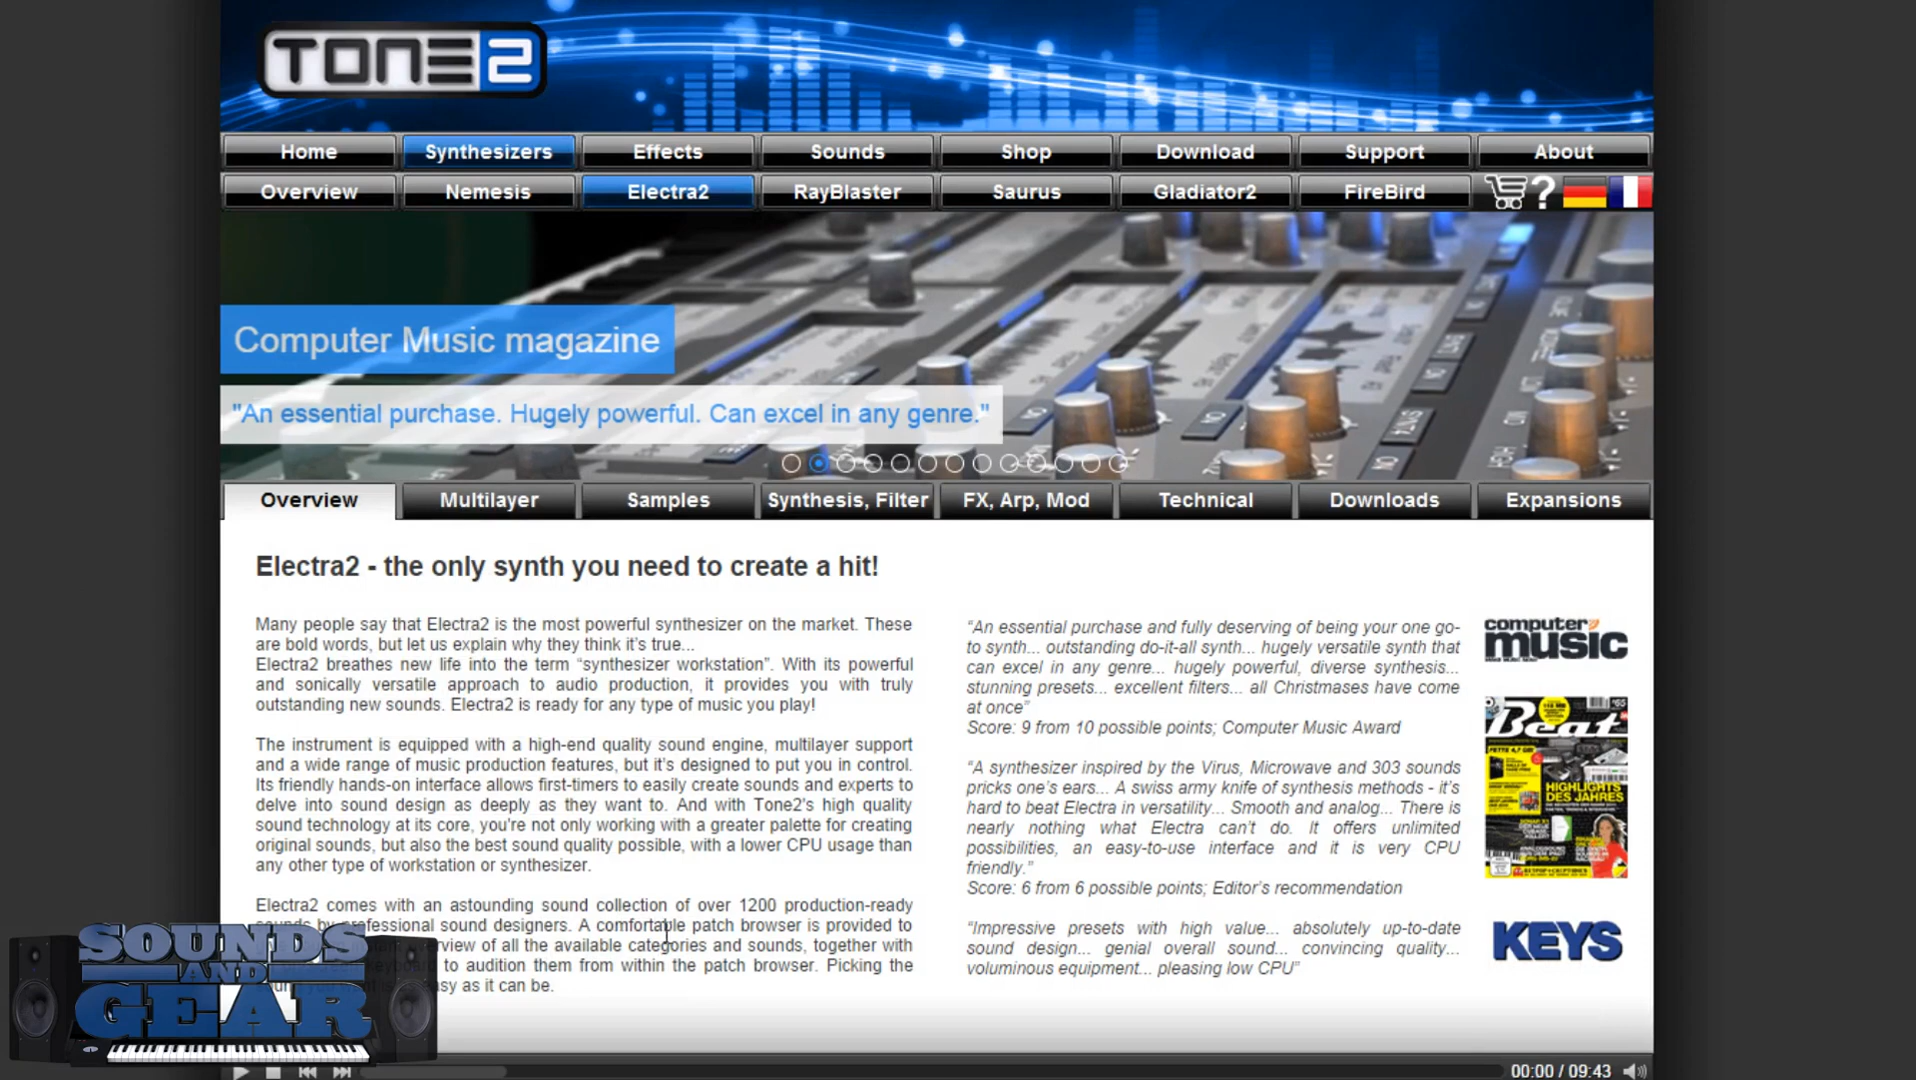 TONE2
Home Synthesizers Effects Sounds Shop Download Support About
Overview Nemesis Electra2 RayBlaster Saurus Gladiator2 FireBird ?
Computer Music magazine
"An essential purchase. Hugely powerful. Can excel in any genre."
Overview Multilayer Samples Synthesis, Filter FX, Arp, Mod Technical Downloads Expansions
Electra2 - the only synth you need to create a hit!
Many people say that Electra2 is the most powerful synthesizer on the market. These
are bold words, but let us explain why they think it's true...
Electra2 breathes new life into the term “synthesizer workstation”. With its powerful
and sonically versatile approach to audio production, it provides you with truly
outstanding new sounds. Electra2 is ready for any type of music you play!
The instrument is equipped with a high-end quality sound engine, multilayer support
and a wide range of music production features, but it's designed to put you in control.
Its friendly hands-on interface allows first-timers to easily create sounds and experts to
delve into sound design as deeply as they want to. And with Tone2's high quality
sound technology at its core, you're not only working with a greater palette for creating
original sounds, but also the best sound quality possible, with a lower CPU usage than
any other type of workstation or synthesizer.
Electra2 comes with an astounding sound collection of over 1200 production-ready
sounds by professional sound designers. A comfortable patch browser is provided to
overview of all the available categories and sounds, together with
keyboard to audition them from within the patch browser. Picking the
sound you want is easy as it can be.
“An essential purchase and fully deserving of being your one go-
to synth... outstanding do-it-all synth... hugely versatile synth that
can excel in any genre... hugely powerful, diverse synthesis...
stunning presets... excellent filters... all Christmases have come
at once”
Score: 9 from 10 possible points; Computer Music Award
“A synthesizer inspired by the Virus, Microwave and 303 sounds
pricks one's ears... A swiss army knife of synthesis methods - it's
hard to beat Electra in versatility... Smooth and analog... There is
nearly nothing what Electra can't do. It offers unlimited
possibilities, an easy-to-use interface and it is very CPU
friendly.”
Score: 6 from 6 possible points; Editor's recommendation
“Impressive presets with high value... absolutely up-to-date
sound design... genial overall sound... convincing quality...
voluminous equipment... pleasing low CPU”
computer
music
Beat
HIGHLIGHTS
DES JAHRES
KEYS
SOUNDS
AND
GEAR
00:00 / 09:43